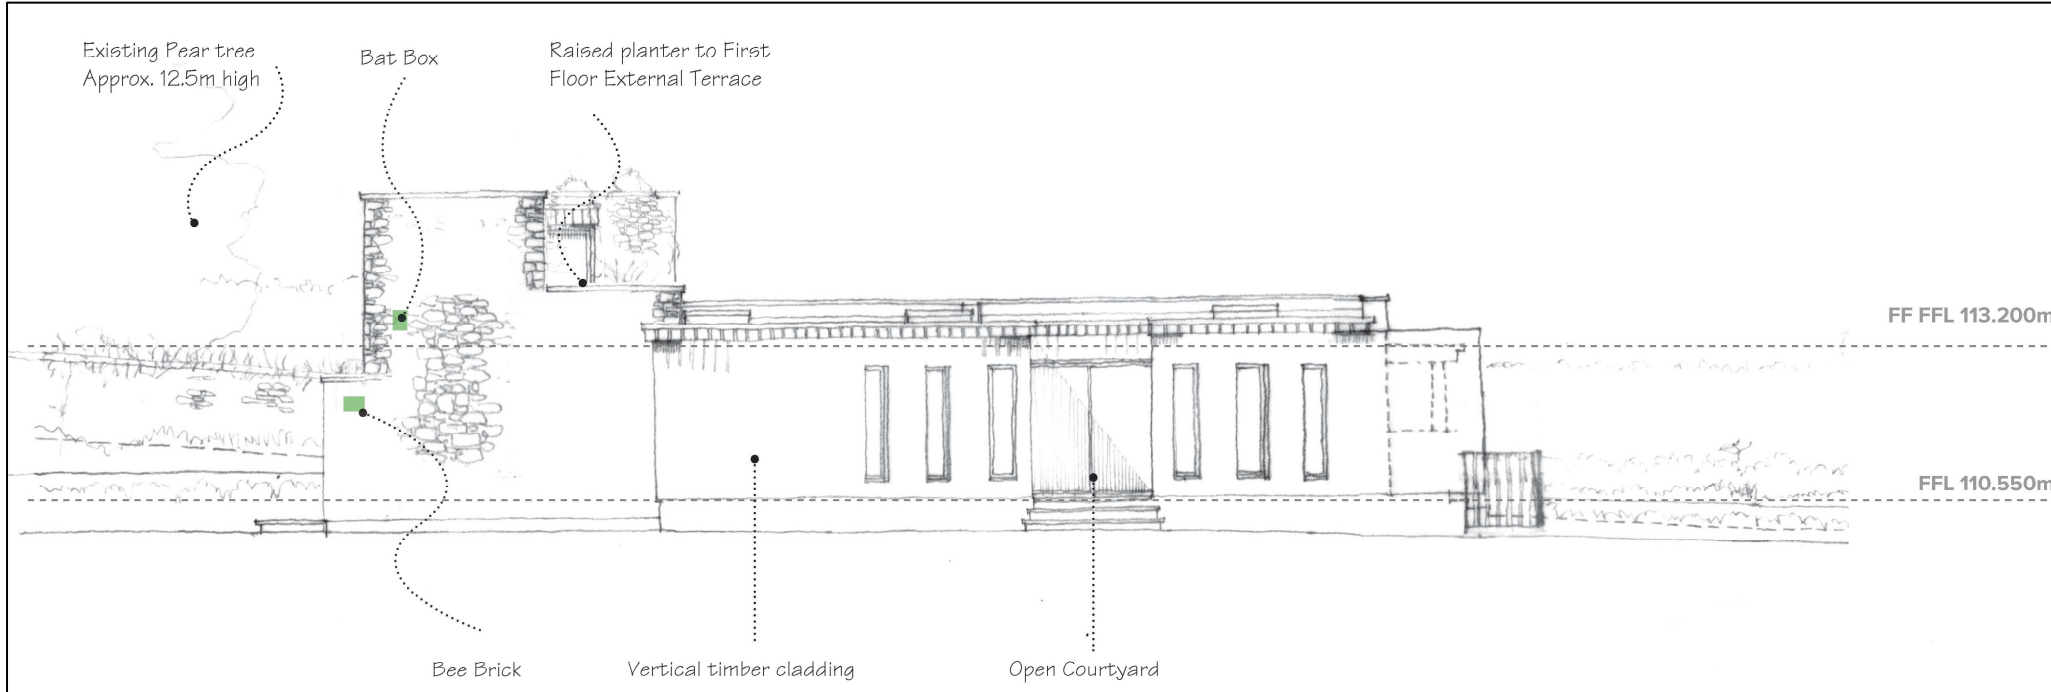 Existing Pear tree
Approx. 12.5m high
Bat Box
Raised planter to First
Floor External Terrace
FF FFL 113.200m
FFL 110.550m
Bee Brick
Vertical timber cladding
Open Courtyard